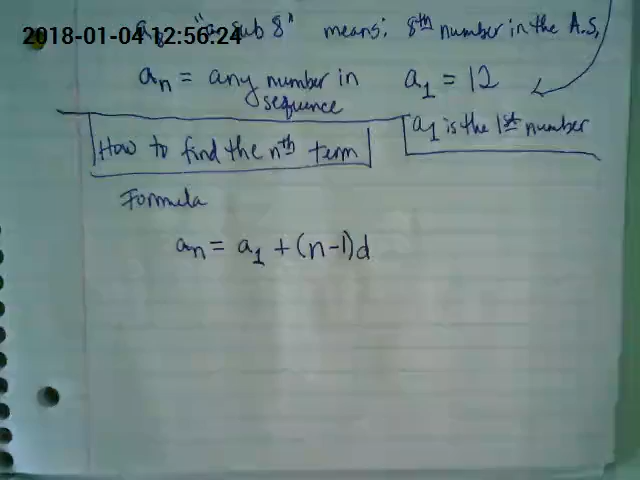 2018-01-04 12:56:24
a8 "a sub 8" means: 8th number in the A.S.
an = any number in sequence
a1 = 12
a1 is the 1st number
How to find the nth term
Formula
an = a1 + (n-1)d